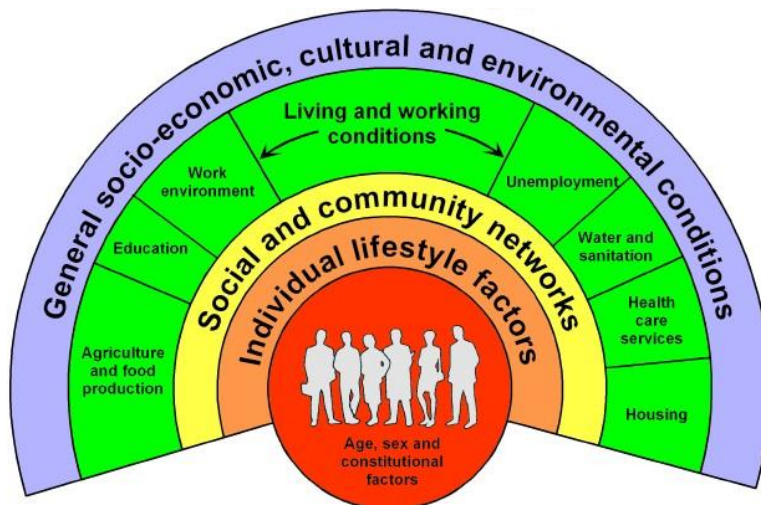 General socio-economic, cultural and environmental conditions
Living and working
conditions
Work
environment
Unemployment
Education
Water and
sanitation
Agriculture
and food
production
Health
care
services
Housing
Social and community networks
Individual lifestyle factors
Age, sex and
constitutional
factors